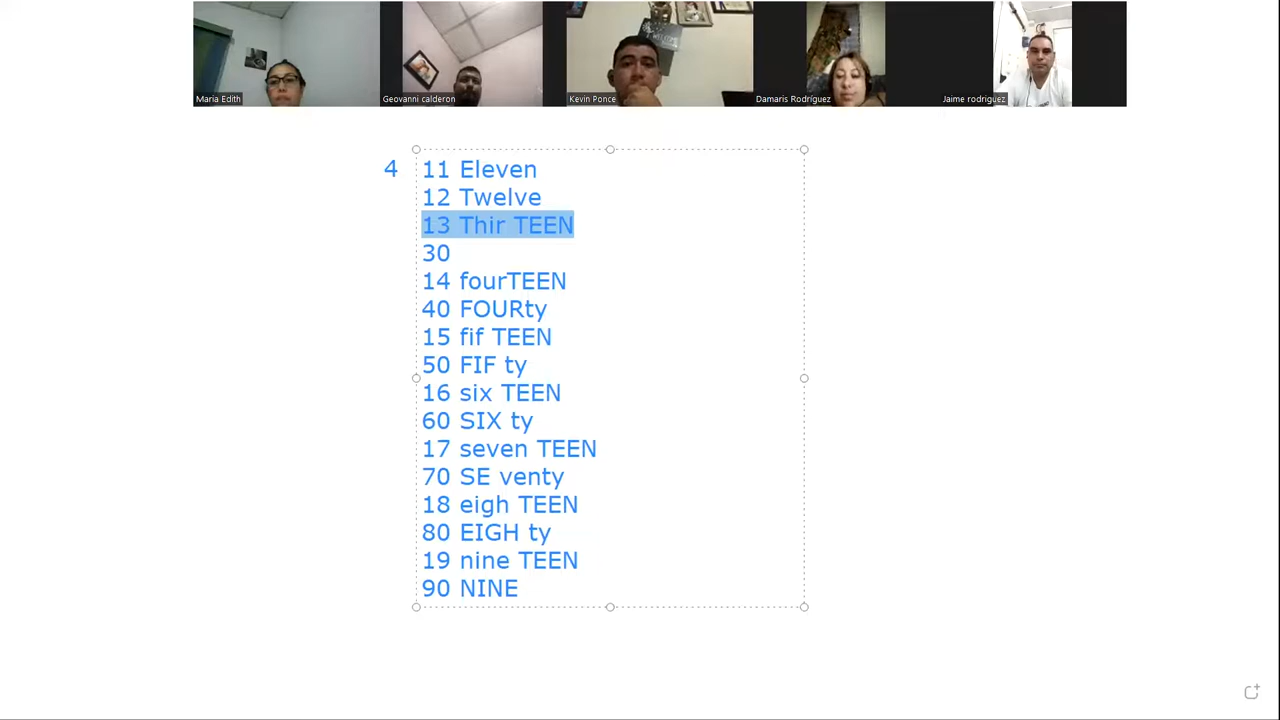 Maria Edith
Geovanni calderon
Kevin Ponce
Damaris Rodríguez
Jaime rodriguez
4
11 Eleven
12 Twelve
13 Thir TEEN
30
14 fourTEEN
40 FOURty
15 fif TEEN
50 FIF ty
16 six TEEN
60 SIX ty
17 seven TEEN
70 SE venty
18 eigh TEEN
80 EIGH ty
19 nine TEEN
90 NINE